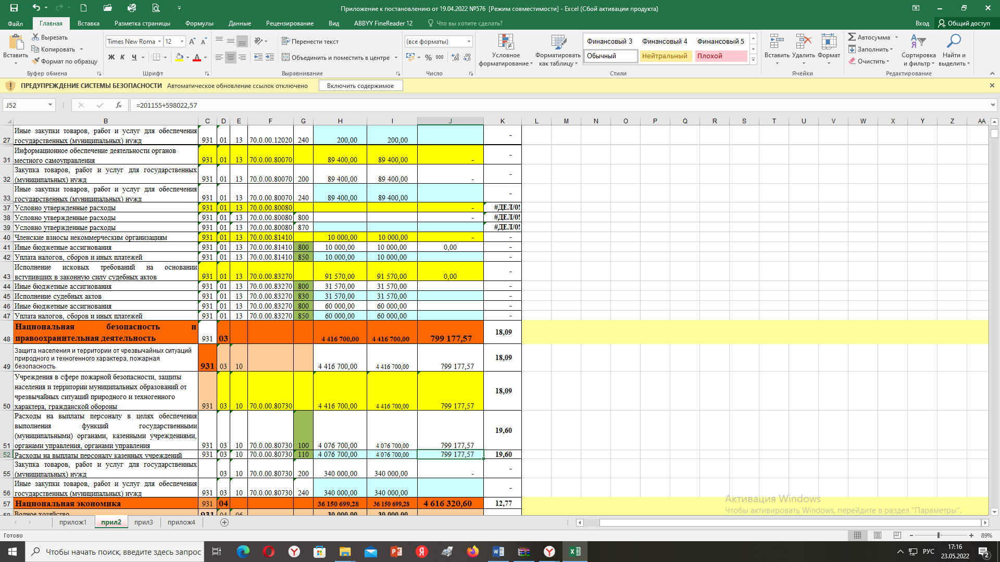 Приложение к постановлению от 19.04.2022 №576 [Режим совместимости] - Excel (Сбой активации продукта)
Файл Главная Вставка Разметка страницы Формулы Данные Рецензирование Вид ABBYY FineReader 12 Что вы хотите сделать? Вход Общий доступ
Вставить
Вырезать
Копировать
Формат по образцу
Буфер обмена
Times New Roma 12
Ж К Ч
Шрифт
Перенести текст
Объединить и поместить в центре
Выравнивание
(все форматы)
% 000
Число
Условное форматирование
Форматировать как таблицу
Финансовый 3 Финансовый 4 Финансовый 5
Обычный Нейтральный Плохой
Стили
Вставить Удалить Формат
Ячейки
Автосумма
Заполнить
Очистить
Сортировка и фильтр
Найти и выделить
Редактирование
ПРЕДУПРЕЖДЕНИЕ СИСТЕМЫ БЕЗОПАСНОСТИ Автоматическое обновление ссылок отключено Включить содержимое
J52 fx =201155+598022,57
B C D E F G H I J K L M N O P Q R S T U V W X Y Z AA
27 Иные закупки товаров, работ и услуг для обеспечения
государственных (муниципальных) нужд 931 01 13 70.0.00.12020 240 200,00 200,00 -
31 Информационное обеспечение деятельности органов
местного самоуправления 931 01 13 70.0.00.80070 89 400,00 89 400,00 - -
32 Закупка товаров, работ и услуг для государственных
(муниципальных) нужд 931 01 13 70.0.00.80070 200 89 400,00 89 400,00 - -
33 Иные закупки товаров, работ и услуг для обеспечения
государственных (муниципальных) нужд 931 01 13 70.0.00.80070 240 89 400,00 89 400,00 -
37 Условно утвержденные расходы 931 01 13 70.0.00.80080 - #ДЕЛ/0!
38 Условно утвержденные расходы 931 01 13 70.0.00.80080 800 - #ДЕЛ/0!
39 Условно утвержденные расходы 931 01 13 70.0.00.80080 870 #ДЕЛ/0!
40 Членские взносы некоммерческим организациям 931 01 13 70.0.00.81410 10 000,00 10 000,00 - -
41 Иные бюджетные ассигнования 931 01 13 70.0.00.81410 800 10 000,00 10 000,00 0,00 -
42 Уплата налогов, сборов и иных платежей 931 01 13 70.0.00.81410 850 10 000,00 10 000,00 -
43 Исполнение исковых требований на основании
вступивших в законную силу судебных актов 931 01 13 70.0.00.83270 91 570,00 91 570,00 0,00 -
44 Иные бюджетные ассигнования 931 01 13 70.0.00.83270 800 31 570,00 31 570,00 -
45 Исполнение судебных актов 931 01 13 70.0.00.83270 830 31 570,00 31 570,00 -
46 Иные бюджетные ассигнования 931 01 13 70.0.00.83270 800 60 000,00 60 000,00 -
47 Уплата налогов, сборов и иных платежей 931 01 13 70.0.00.83270 850 60 000,00 60 000,00 -
48 Национальная безопасность и
правоохранительная деятельность 931 03 4 416 700,00 4 416 700,00 799 177,57 18,09
49 Защита населения и территории от чрезвычайных ситуаций
природного и техногенного характера, пожарная
безопасность 931 03 10 4 416 700,00 4 416 700,00 799 177,57 18,09
50 Учреждения в сфере пожарной безопасности, защиты
населения и территории муниципальных образований от
чрезвычайных ситуаций природного и техногенного
характера, гражданской обороны 931 03 10 70.0.00.80730 4 416 700,00 4 416 700,00 799 177,57 18,09
51 Расходы на выплаты персоналу в целях обеспечения
выполнения функций государственными
(муниципальными) органами, казенными учреждениями,
органами управления, органами управления 931 03 10 70.0.00.80730 100 4 076 700,00 4 076 700,00 799 177,57 19,60
52 Расходы на выплаты персоналу казенных учреждений 931 03 10 70.0.00.80730 110 4 076 700,00 4 076 700,00 799 177,57 19,60
55 Закупка товаров, работ и услуг для государственных
(муниципальных) нужд 03 10 70.0.00.80730 200 340 000,00 340 000,00 - -
56 Иные закупки товаров, работ и услуг для обеспечения
государственных (муниципальных) нужд 931 03 10 70.0.00.80730 240 340 000,00 340 000,00 -
57 Национальная экономика 931 04 36 150 699,28 36 150 699,28 4 616 320,60 12,77
58 Водное хозяйство 931 04 06 30 000,00 30 000,00
Активация Windows
Чтобы активировать Windows, перейдите в раздел "Параметры".
прилож1 прил2 прил3 прилож4
Готово 89%
Чтобы начать поиск, введите здесь запрос
РУС 17:16
23.05.2022 2